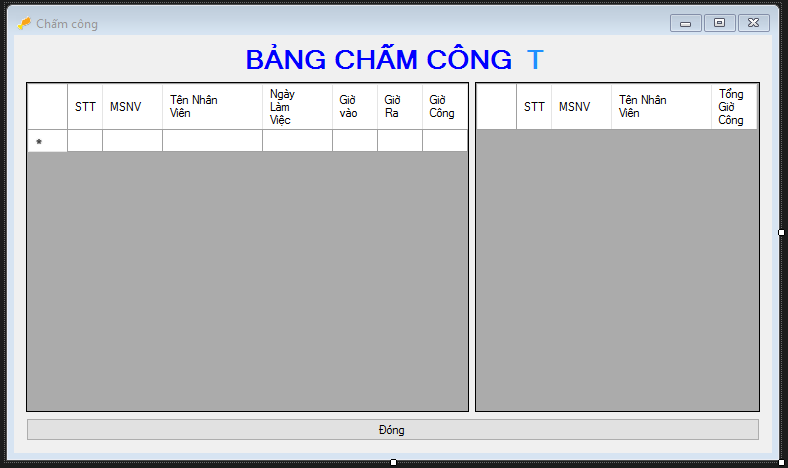 Chấm công
BẢNG CHẤM CÔNG T
STT MSNV Tên Nhân Viên Ngày Làm Việc Giờ vào Giờ Ra Giờ Công
STT MSNV Tên Nhân Viên Tổng Giờ Công
*
Đóng